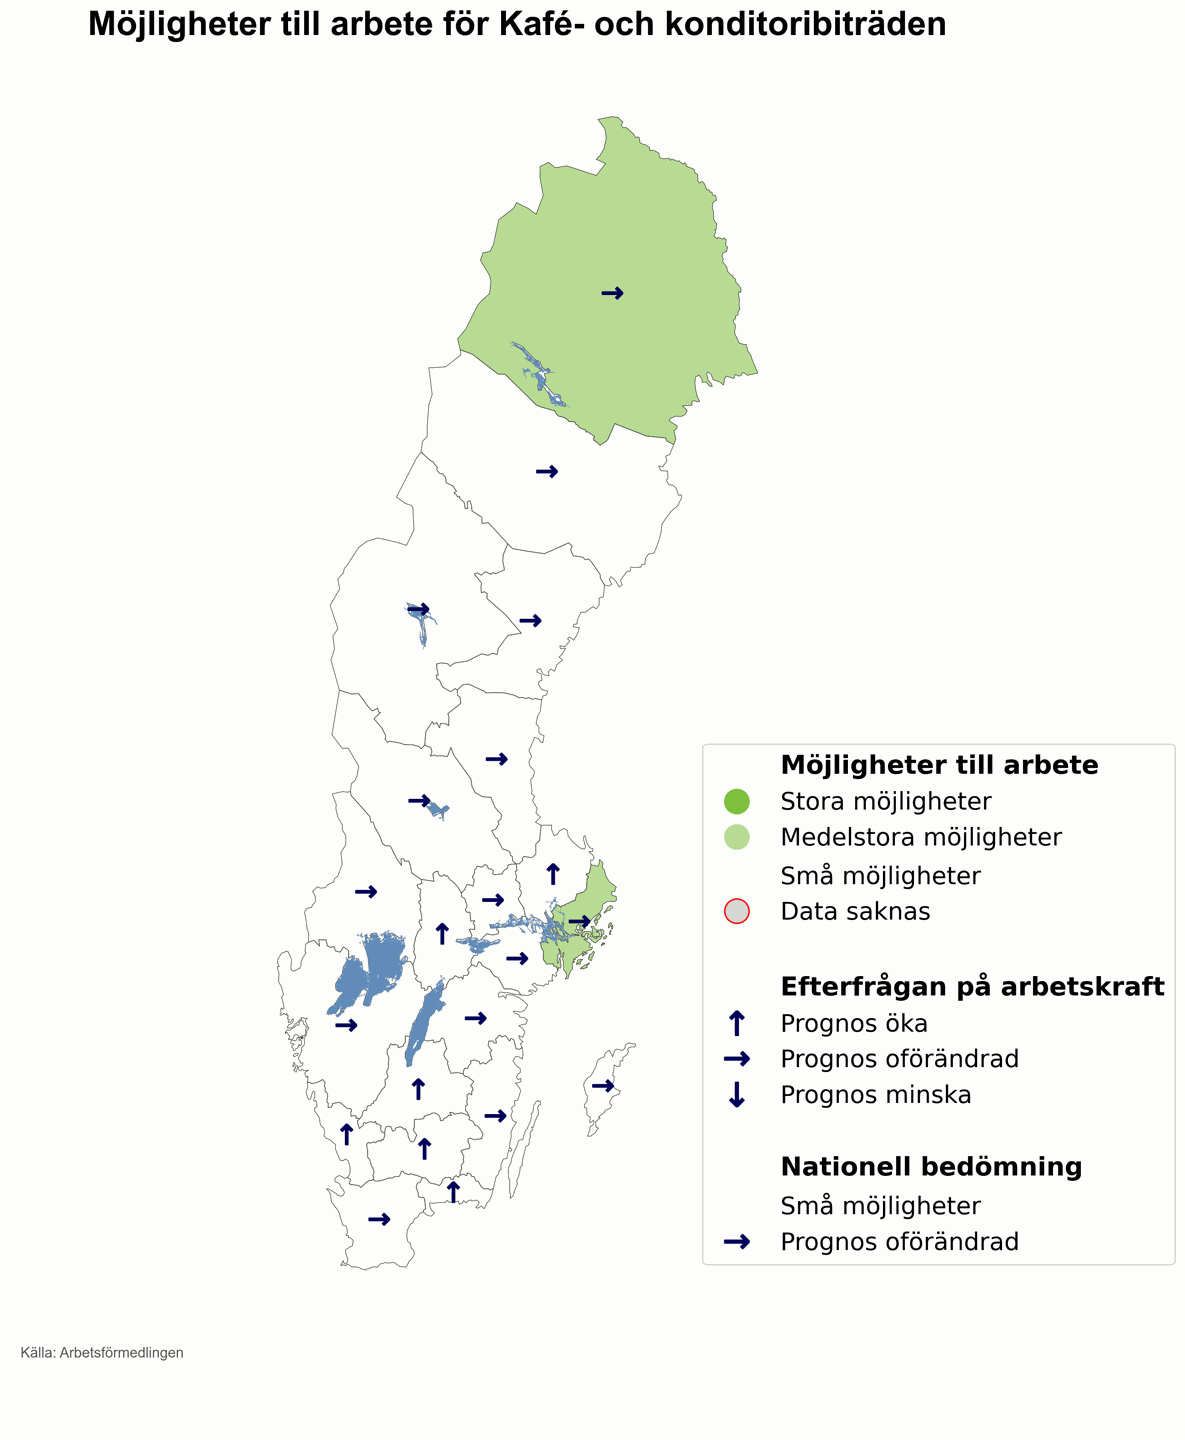 Möjligheter till arbete för Kafé- och konditoribiträden
Möjligheter till arbete
Stora möjligheter
Medelstora möjligheter
Små möjligheter
Data saknas
Efterfrågan på arbetskraft
Prognos öka
Prognos oförändrad
Prognos minska
Nationell bedömning
Små möjligheter
Prognos oförändrad
Källa: Arbetsförmedlingen